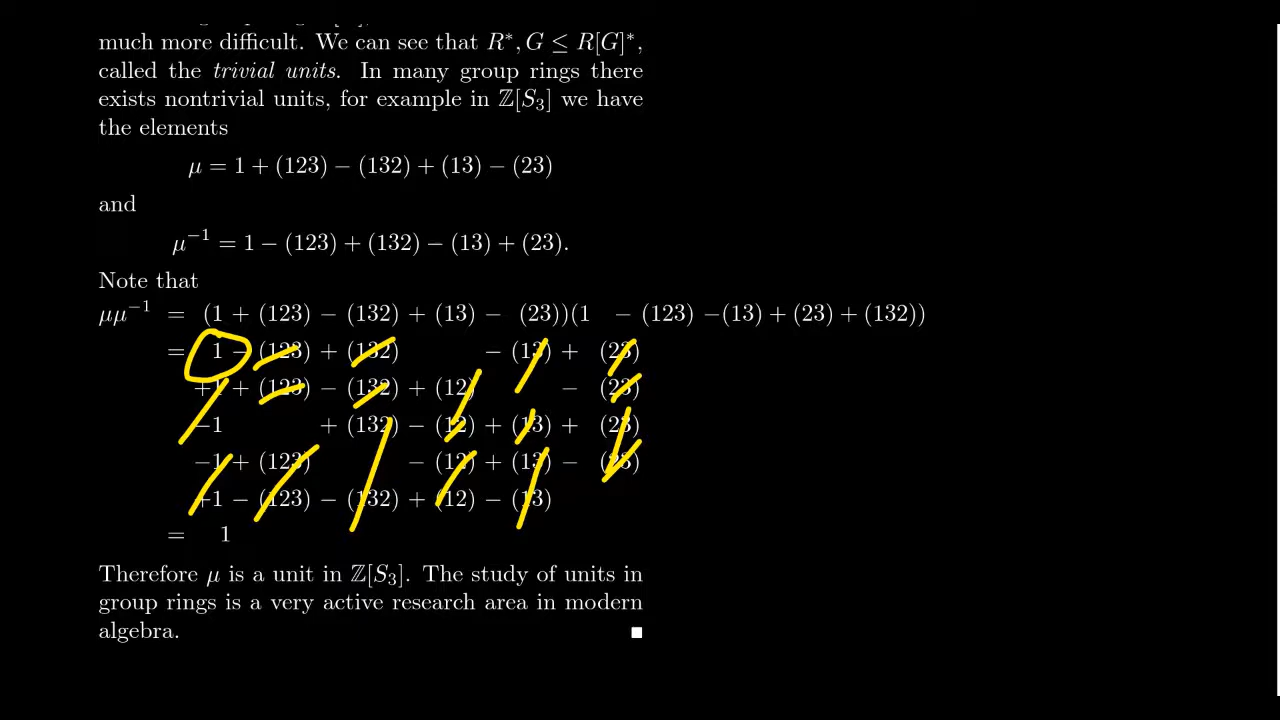 much more difficult. We can see that R*, G ≤ R[G]*,
called the trivial units. In many group rings there
exists nontrivial units, for example in ℤ[S₃] we have
the elements
μ = 1 + (123) − (132) + (13) − (23)
and
μ⁻¹ = 1 − (123) + (132) − (13) + (23).
Note that
μμ⁻¹ = (1 + (123) − (132) + (13) − (23))(1 − (123) −(13) + (23) + (132))
= 1 − (123) + (132) − (13) + (23)
+1 + (123) − (132) + (12) − (23)
−1 + (132) − (12) + (13) + (23)
−1 + (123) − (12) + (13) − (23)
+1 − (123) − (132) + (12) − (13)
= 1
Therefore μ is a unit in ℤ[S₃]. The study of units in
group rings is a very active research area in modern
algebra.